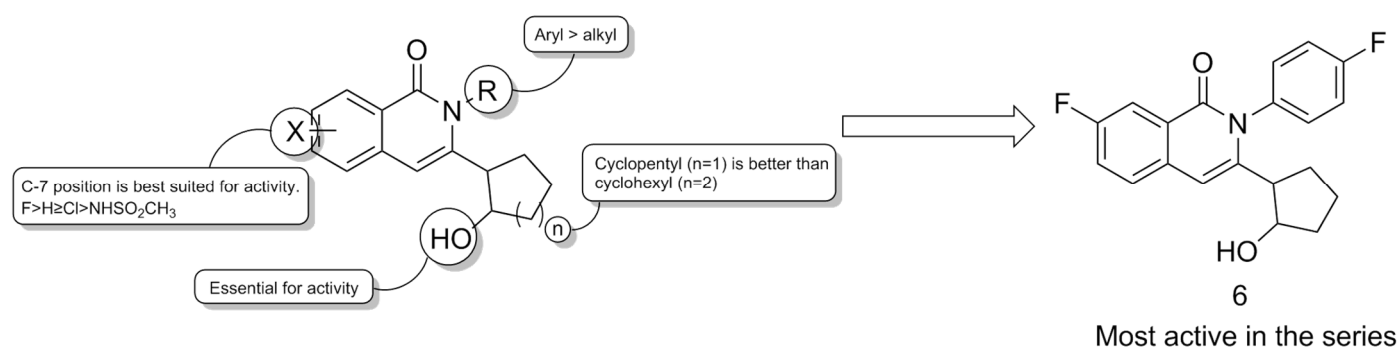 Aryl > alkyl
O
R
N
X
C-7 position is best suited for activity.
F>H≥Cl>NHSO₂CH₃
Cyclopentyl (n=1) is better than
cyclohexyl (n=2)
( )
n
HO
Essential for activity
F
O
F
N
HO
6
Most active in the series